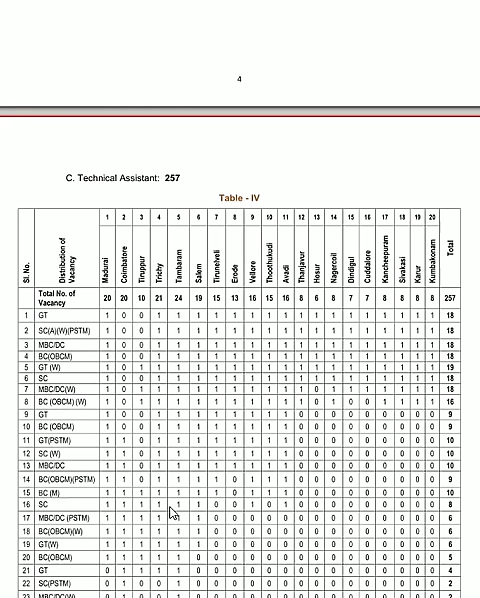 4
C. Technical Assistant: 257
Table - IV
Sl. No. Distribution of Vacancy 1 2 3 4 5 6 7 8 9 10 11 12 13 14 15 16 17 18 19 20 Total
Madurai Coimbatore Tiruppur Trichy Tambaram Salem Tirunelveli Erode Vellore Thoothukudi Avadi Thanjavur Hosur Nagercoil Dindigul Cuddalore Kancheepuram Sivakasi Karur Kumbakonam
Total No. of Vacancy 20 20 10 21 24 19 15 13 16 15 16 8 6 8 7 7 8 8 8 8 257
1 GT 1 0 0 1 1 1 1 1 1 1 1 1 1 1 1 1 1 1 1 1 18
2 SC(A)(W)(PSTM) 1 0 0 1 1 1 1 1 1 1 1 1 1 1 1 1 1 1 1 1 18
3 MBC/DC 1 0 0 1 1 1 1 1 1 1 1 1 1 1 1 1 1 1 1 1 18
4 BC(OBCM) 1 0 0 1 1 1 1 1 1 1 1 1 1 1 1 1 1 1 1 1 18
5 GT (W) 1 0 1 1 1 1 1 1 1 1 1 1 1 1 1 1 1 1 1 1 19
6 SC 1 0 0 1 1 1 1 1 1 1 1 1 1 1 1 1 1 1 1 1 18
7 MBC/DC(W) 1 0 1 1 1 1 1 1 1 1 1 1 0 1 1 1 1 1 1 1 18
8 BC (OBCM) (W) 1 0 1 1 1 1 1 1 1 1 1 1 0 1 0 0 1 1 1 1 16
9 GT 1 0 0 1 1 1 1 1 1 1 1 0 0 0 0 0 0 0 0 0 9
10 BC (OBCM) 1 0 0 1 1 1 1 1 1 1 1 0 0 0 0 0 0 0 0 0 9
11 GT(PSTM) 1 1 0 1 1 1 1 1 1 1 1 0 0 0 0 0 0 0 0 0 10
12 SC (W) 1 1 0 1 1 1 1 1 1 1 1 0 0 0 0 0 0 0 0 0 10
13 MBC/DC 1 1 0 1 1 1 1 1 1 1 1 0 0 0 0 0 0 0 0 0 10
14 BC(OBCM)(PSTM) 1 1 0 1 1 1 1 0 1 1 1 0 0 0 0 0 0 0 0 0 9
15 BC (M) 1 1 1 1 1 1 1 0 1 1 1 0 0 0 0 0 0 0 0 0 10
16 SC 1 1 1 1 1 1 0 0 1 0 1 0 0 0 0 0 0 0 0 0 8
17 MBC/DC (PSTM) 1 1 1 1 1 1 0 0 0 0 0 0 0 0 0 0 0 0 0 0 6
18 BC(OBCM)(W) 1 1 1 1 1 1 0 0 0 0 0 0 0 0 0 0 0 0 0 0 6
19 GT(W) 1 1 1 1 1 1 0 0 0 0 0 0 0 0 0 0 0 0 0 0 6
20 BC(OBCM) 1 1 1 1 1 0 0 0 0 0 0 0 0 0 0 0 0 0 0 0 5
21 GT 0 1 1 1 1 0 0 0 0 0 0 0 0 0 0 0 0 0 0 0 4
22 SC(PSTM) 0 1 0 0 1 0 0 0 0 0 0 0 0 0 0 0 0 0 0 0 2
23 MBC/DC(W) 0 1 0 0 1 0 0 0 0 0 0 0 0 0 0 0 0 0 0 0 2